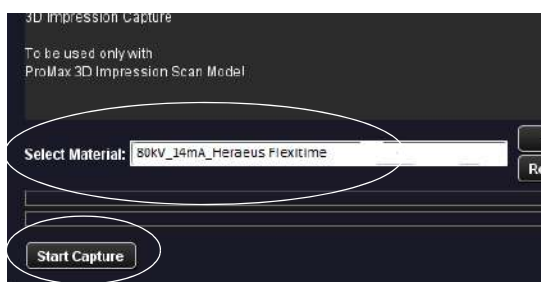 3D Impression Capture
To be used only with
ProMax 3D Impression Scan Model
Select Material: 80kV_14mA_Heraeus Flexitime
Start Capture